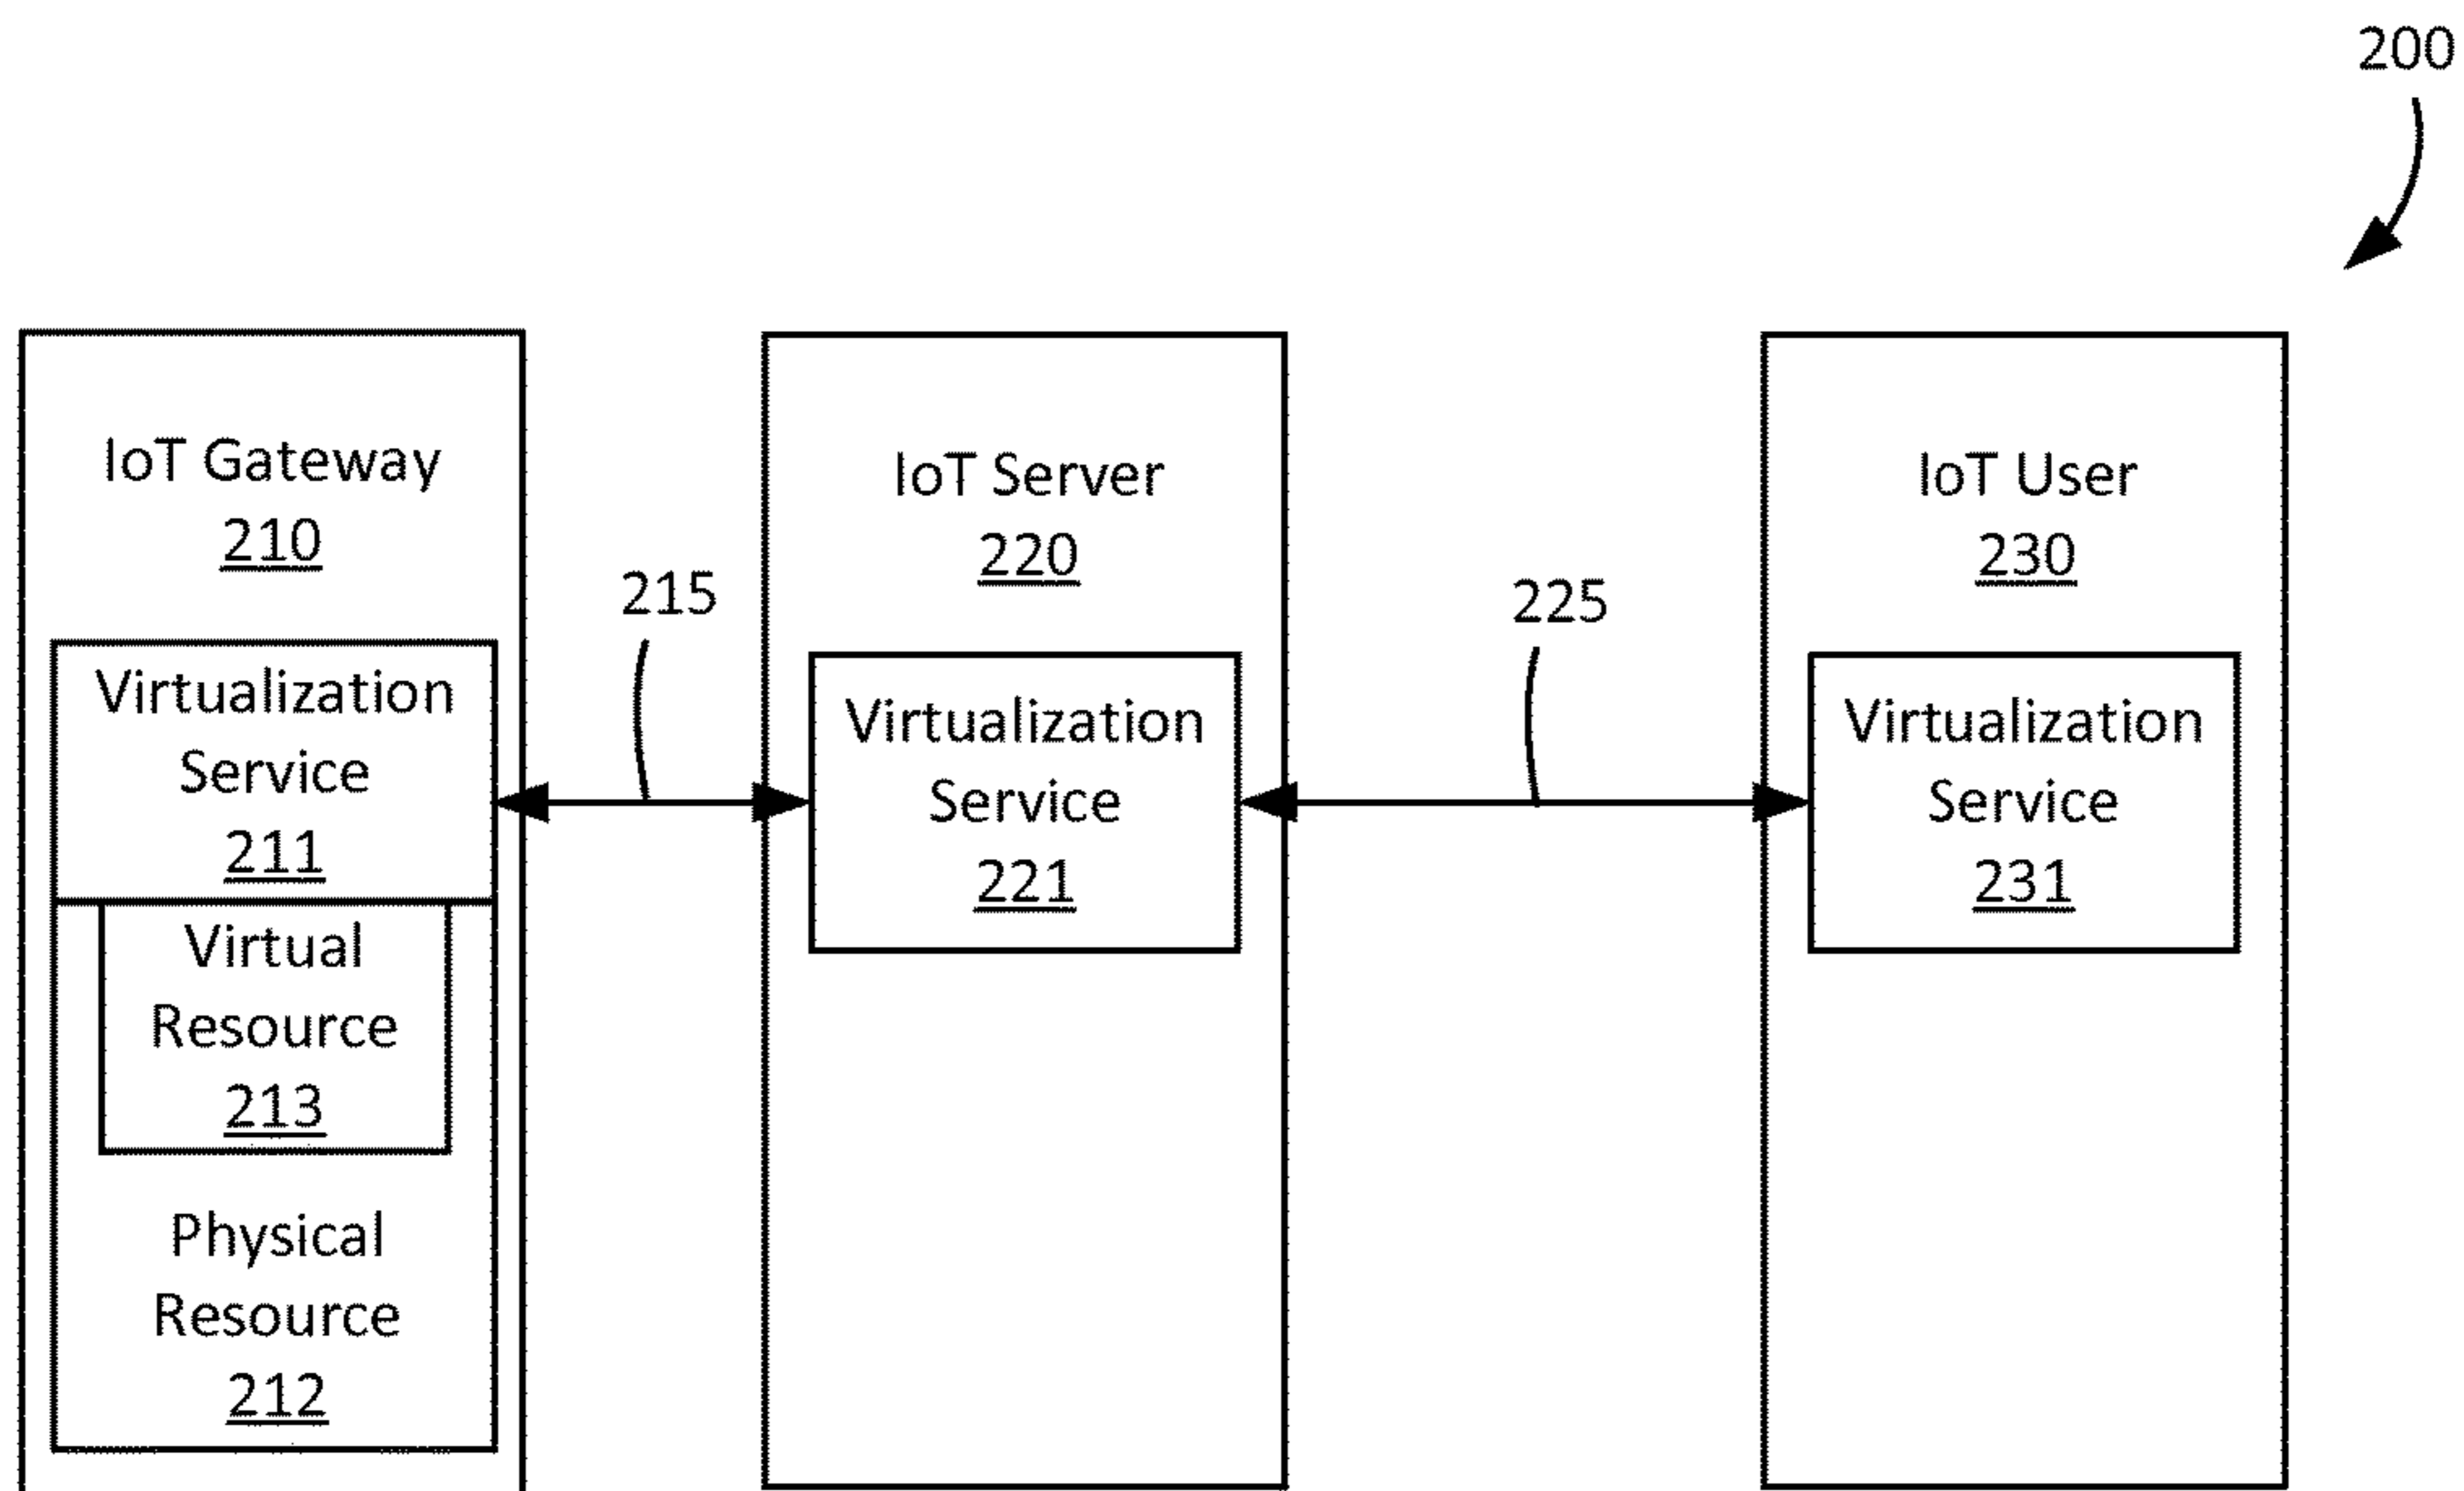 200
IoT Gateway
210
Virtualization
Service
211
Virtual
Resource
213
Physical
Resource
212
215
IoT Server
220
Virtualization
Service
221
225
IoT User
230
Virtualization
Service
231